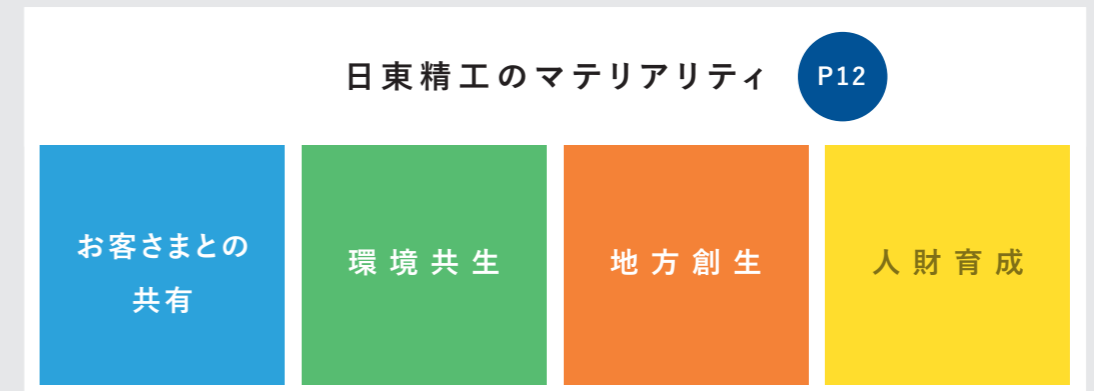 日東精工のマテリアリティ P12
お客さまとの
共有
環境共生
地方創生
人財育成